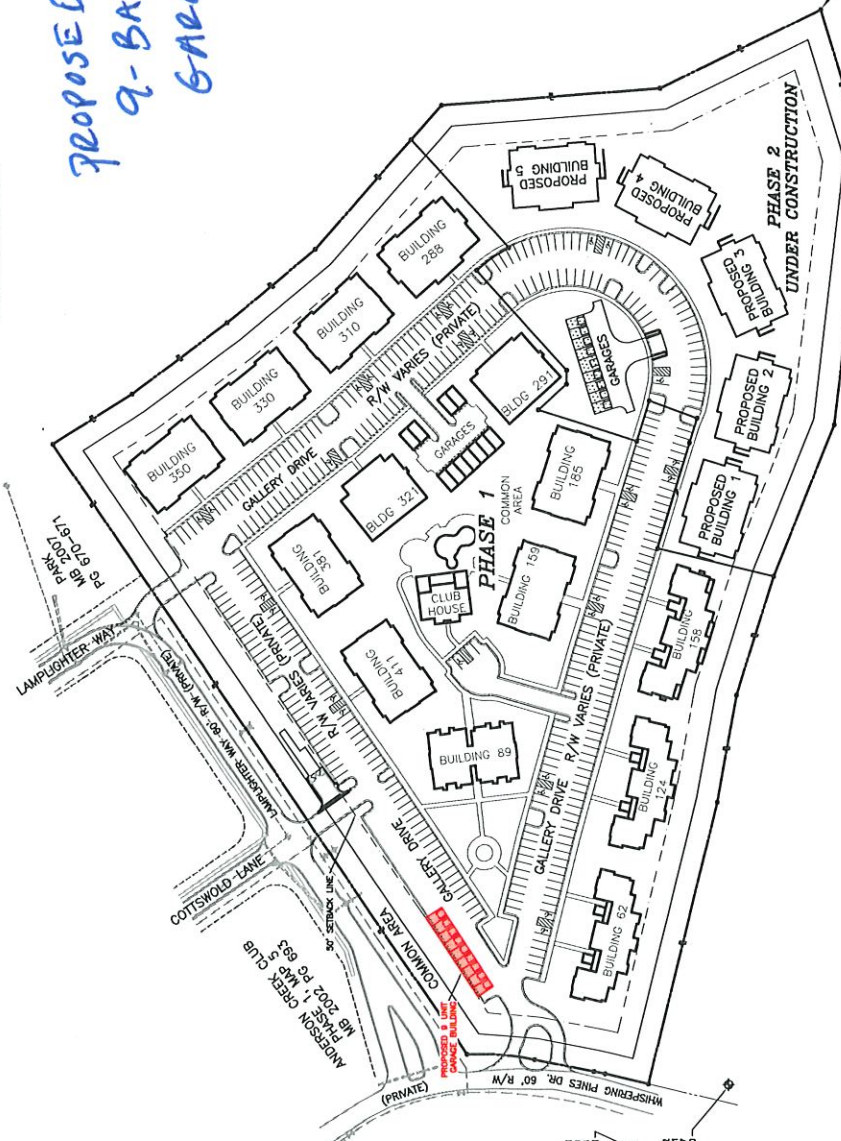 PROPOSED
9-BA
GAR
LAMPLIGHTER WAY
PARK
MB 2007
PG 670-671
LAMPLIGHTER WAY 60' R/W (PRIVATE)
COTTSWOLD LANE
ANDERSON CREEK CLUB
PHASE 1, MAP 5
MB 2002 PG 693
50' SETBACK LINE
COMMON AREA
(PRIVATE)
PROPOSED 9 UNIT
GARAGE BUILDING
WHISPERING PINES DR. 60' R/W
GALLERY DRIVE
R/W VARIES (PRIVATE)
GALLERY DRIVE
R/W VARIES (PRIVATE)
GALLERY DRIVE R/W VARIES (PRIVATE)
BUILDING
350
BUILDING
330
BUILDING
310
BUILDING
288
BUILDING
381
BLDG 321
GARAGES
BLDG 291
BUILDING
411
CLUB
HOUSE
PHASE 1
COMMON
AREA
BUILDING 89
BUILDING 159
BUILDING
185
GARAGES
PROPOSED
BUILDING 5
PROPOSED
BUILDING 4
PROPOSED
BUILDING 3
PROPOSED
BUILDING 2
PROPOSED
BUILDING 1
PHASE 2
UNDER CONSTRUCTION
BUILDING
158
BUILDING
124
BUILDING 62